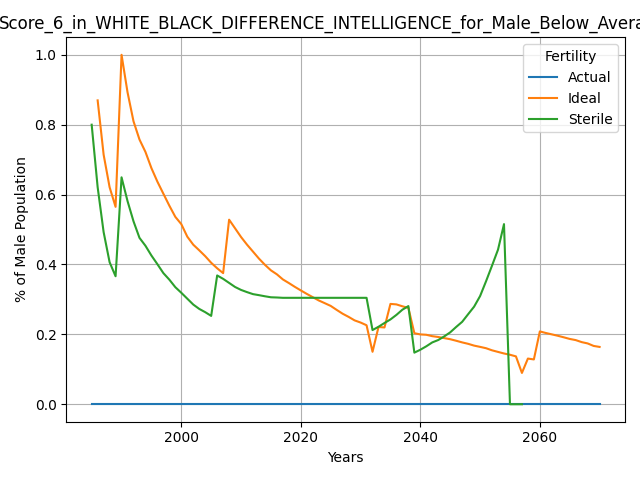 Score_6_in_WHITE_BLACK_DIFFERENCE_INTELLIGENCE_for_Male_Below_Avera
Fertility
Actual
Ideal
Sterile
% of Male Population
1.0
0.8
0.6
0.4
0.2
0.0
2000 2020 2040 2060
Years